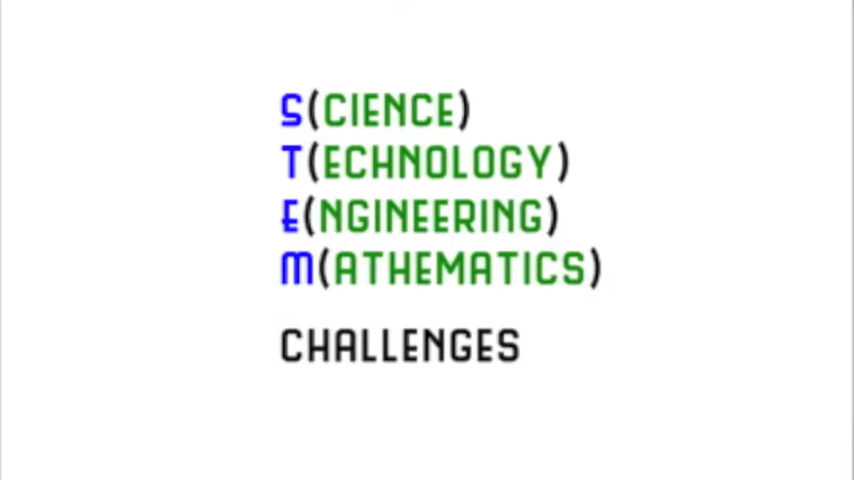 S(CIENCE)
T(ECHNOLOGY)
E(NGINEERING)
M(ATHEMATICS)
CHALLENGES